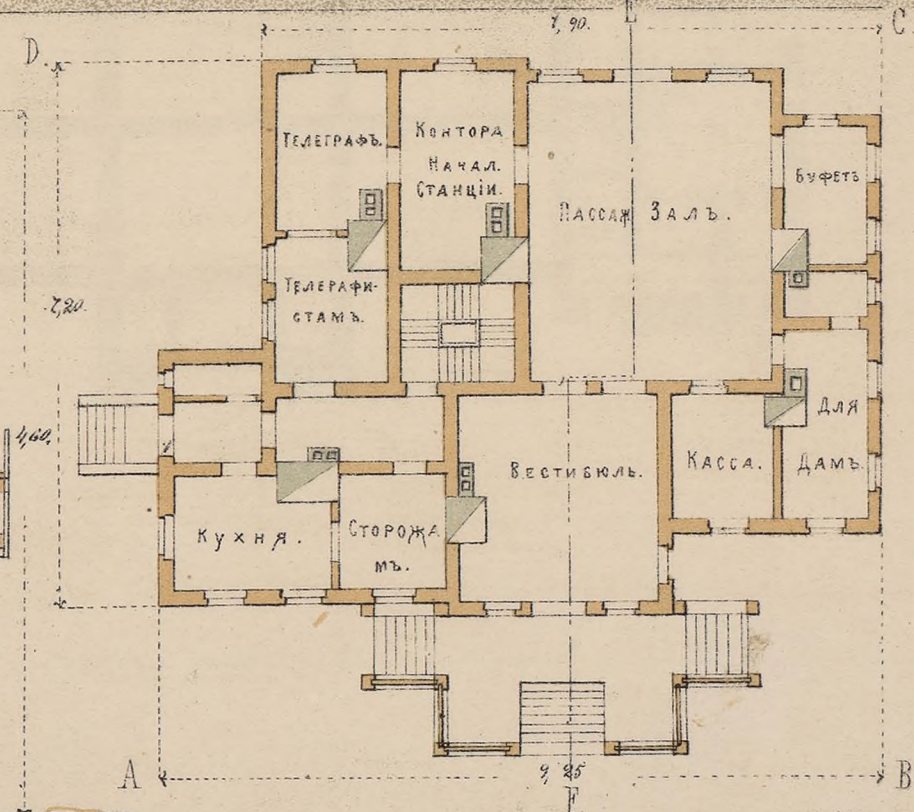 E
7,90.
C.
D.
Телеграфъ.
Контора
Начал.
Станціи.
Пассаж Залъ.
Буфетъ
Телерафи-
стамъ.
7,20.
4,60.
Для
Дамъ.
Касса.
Вестибюль.
Кухня.
Сторожа
мъ.
A
9,25
B
F